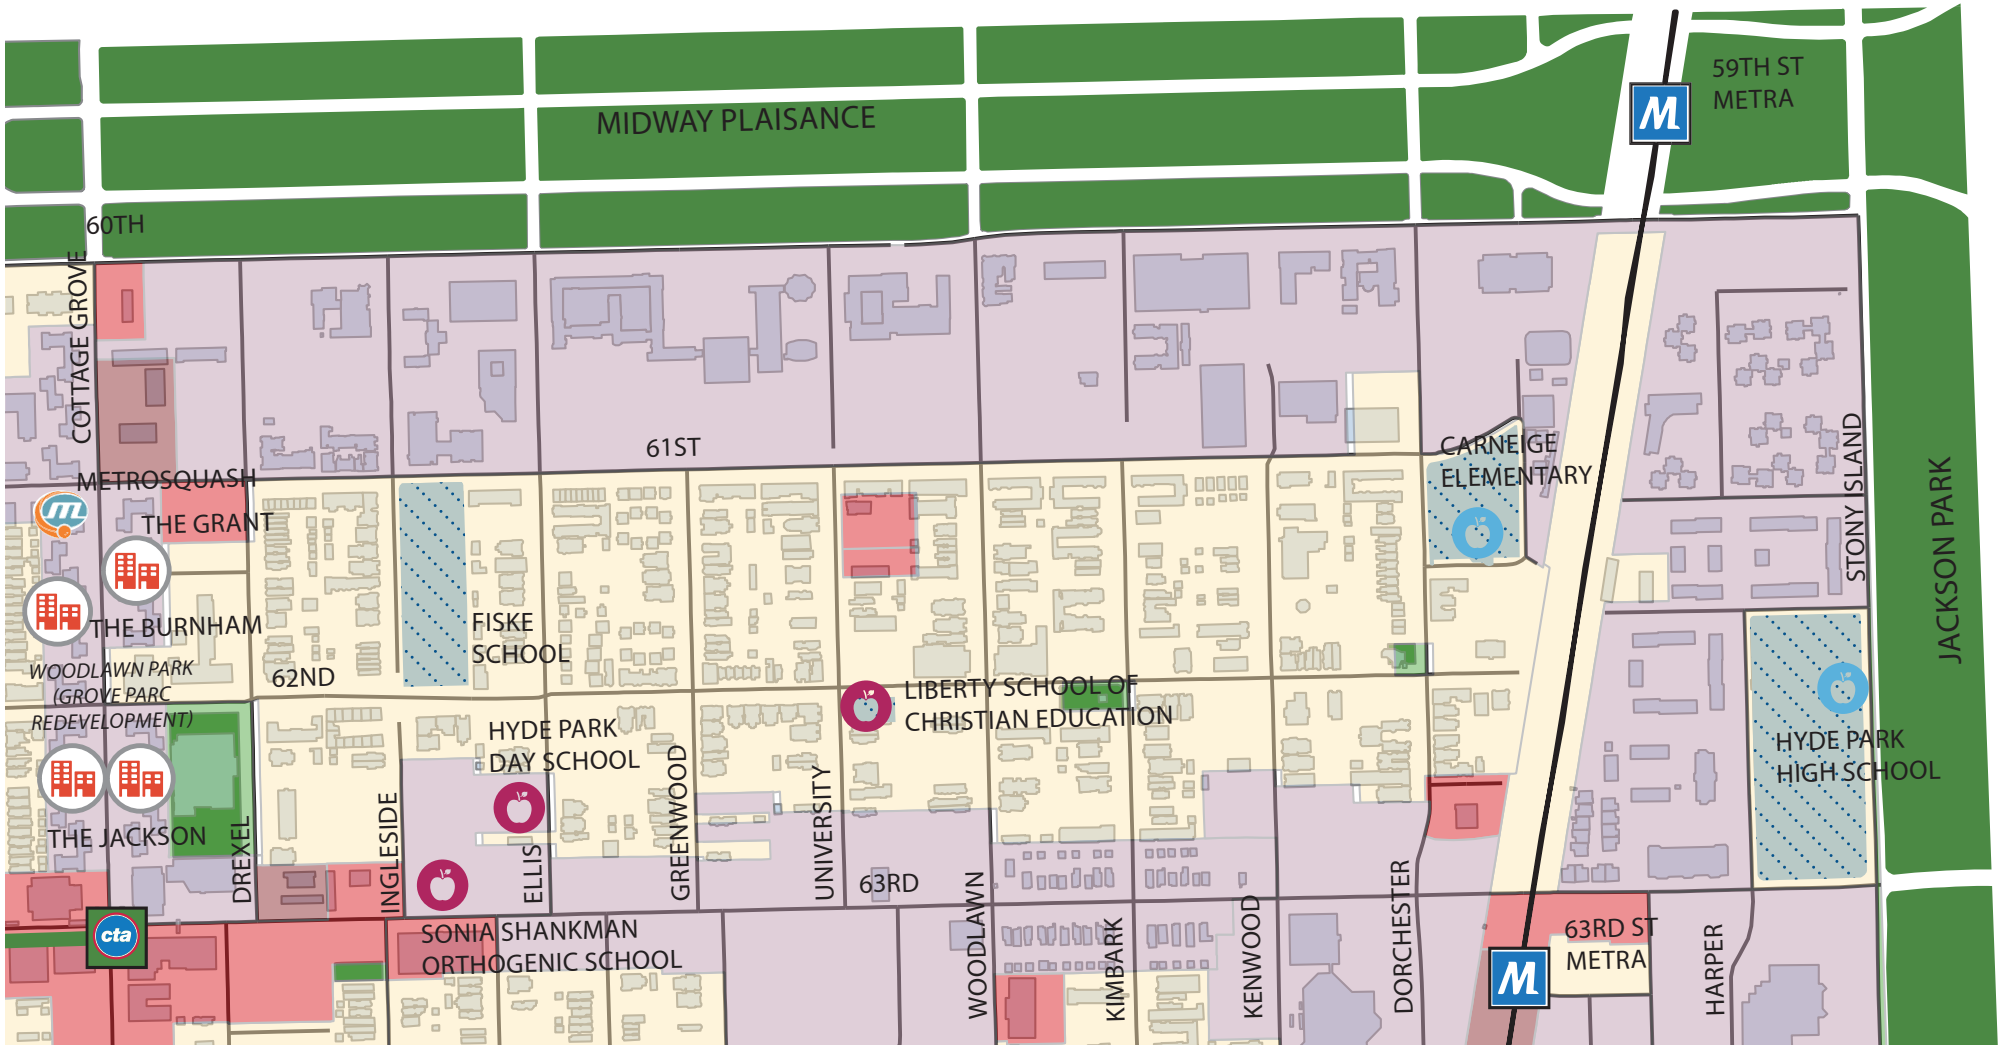 59TH ST
METRA
M
MIDWAY PLAISANCE
60TH
COTTAGE GROVE
61ST
CARNEIGE
ELEMENTARY
STONY ISLAND
JACKSON PARK
METROSQUASH
m
THE GRANT
THE BURNHAM
FISKE
SCHOOL
WOODLAWN PARK
(GROVE PARC
REDEVELOPMENT)
62ND
LIBERTY SCHOOL OF
CHRISTIAN EDUCATION
HYDE PARK
DAY SCHOOL
HYDE PARK
HIGH SCHOOL
THE JACKSON
DREXEL
INGLESIDE
ELLIS
GREENWOOD
UNIVERSITY
63RD
WOODLAWN
KIMBARK
KENWOOD
DORCHESTER
HARPER
cta
SONIA SHANKMAN
ORTHOGENIC SCHOOL
63RD ST
METRA
M